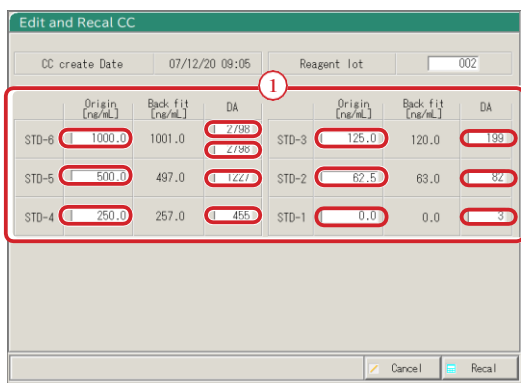 Edit and Recal CC
CC create Date 07/12/20 09:05 Reagent lot 002
1
Origin [ng/mL] Back fit [ng/mL] DA Origin [ng/mL] Back fit [ng/mL] DA
STD-6 1000.0 1001.0 2798 2798 STD-3 125.0 120.0 199
STD-5 500.0 497.0 1227 STD-2 62.5 63.0 82
STD-4 250.0 257.0 455 STD-1 0.0 0.0 3
Cancel Recal